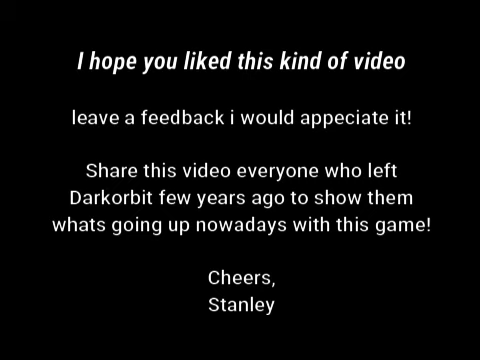 I hope you liked this kind of video
leave a feedback i would appeciate it!
Share this video everyone who left
Darkorbit few years ago to show them
whats going up nowadays with this game!
Cheers,
Stanley